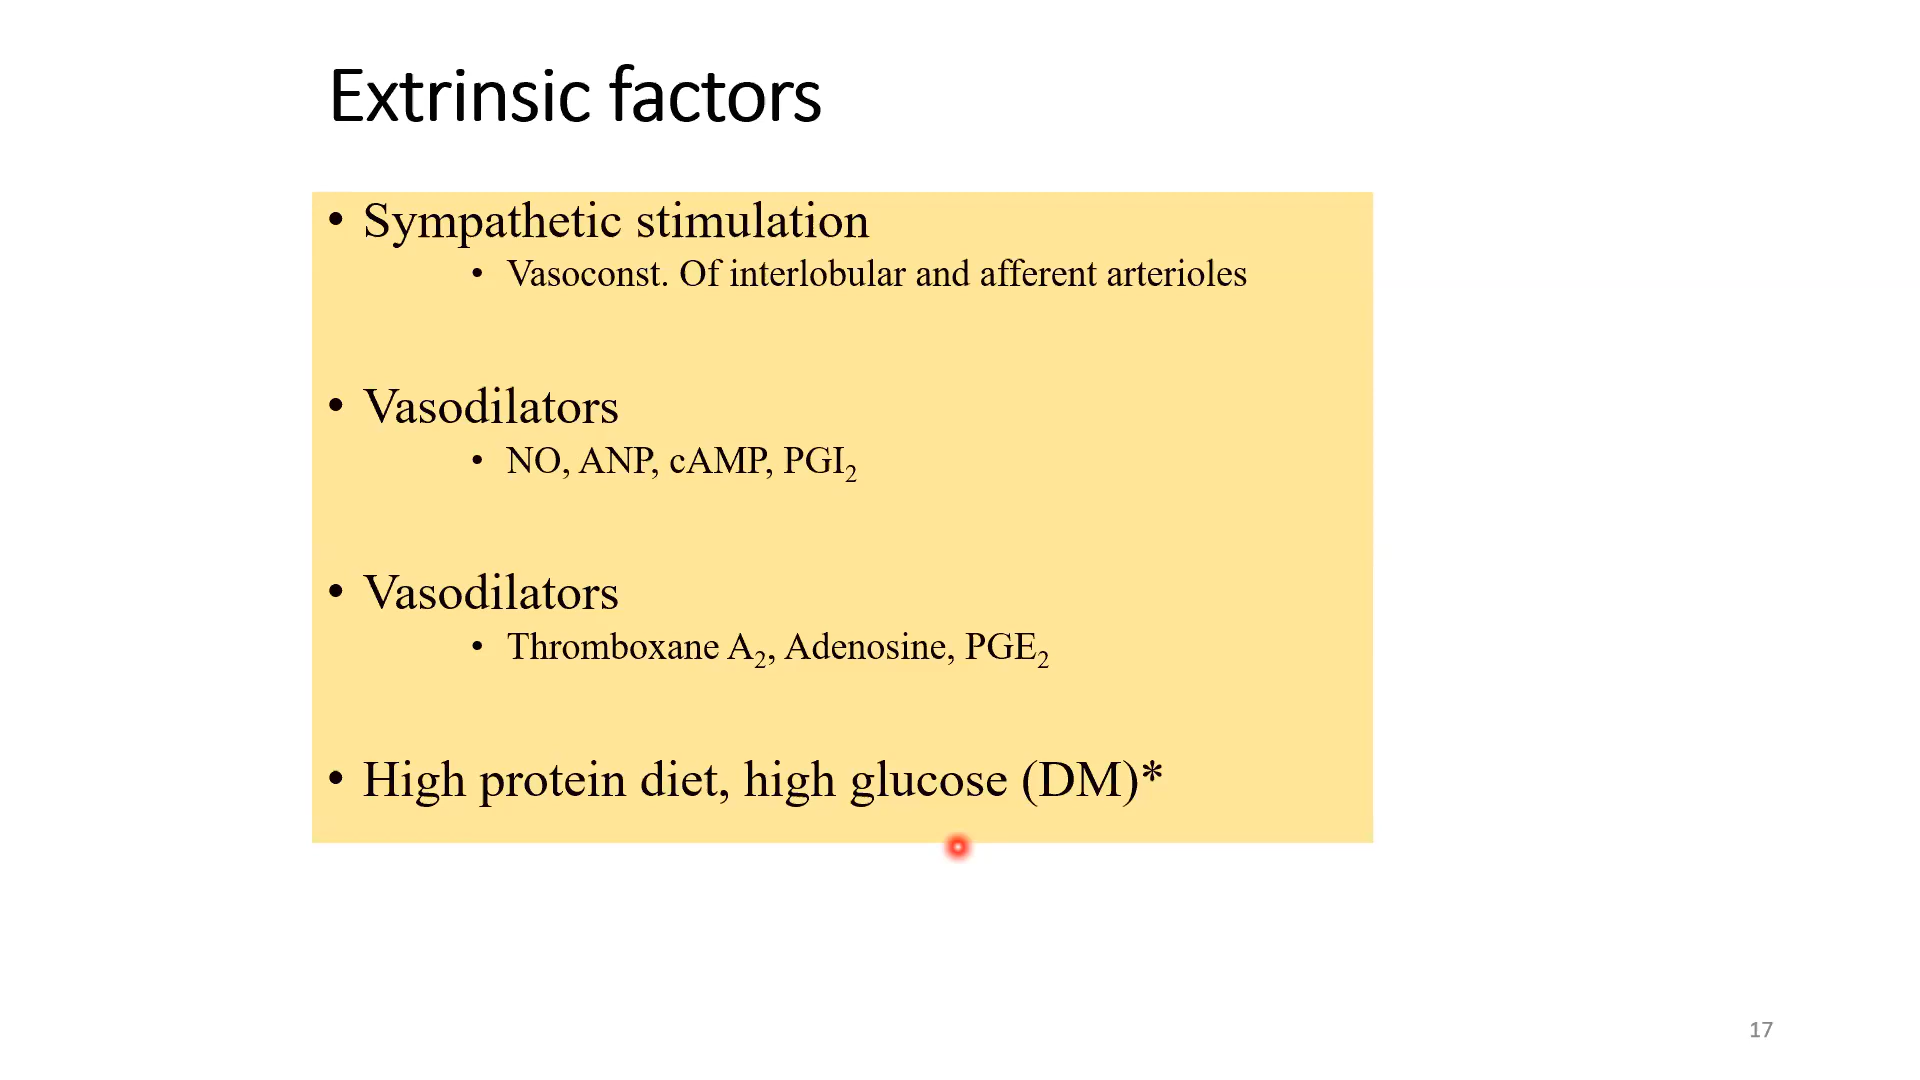 Extrinsic factors
• Sympathetic stimulation
• Vasoconst. Of interlobular and afferent arterioles
• Vasodilators
• NO, ANP, cAMP, PGI₂
• Vasodilators
• Thromboxane A₂, Adenosine, PGE₂
• High protein diet, high glucose (DM)*
17